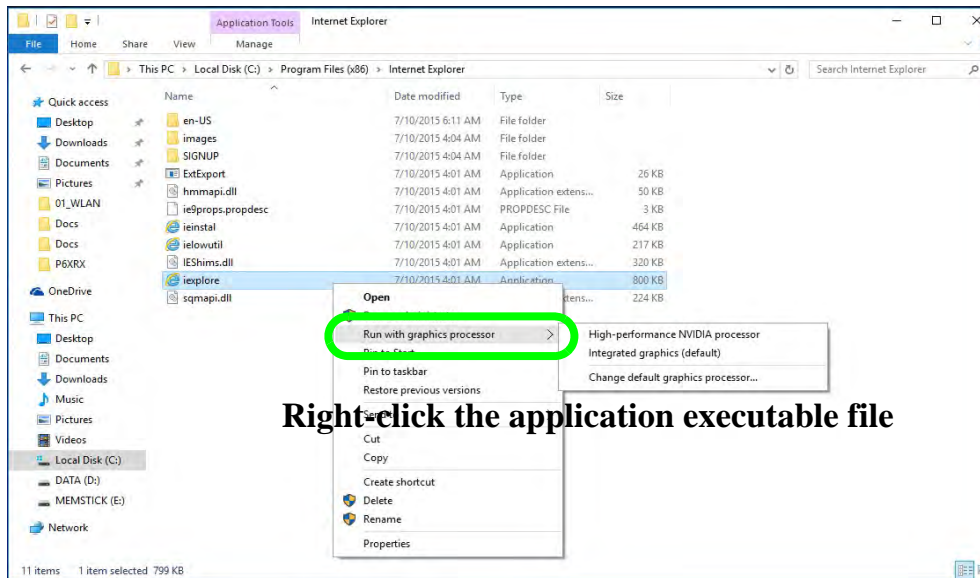 Application Tools Internet Explorer
File Home Share View Manage
This PC > Local Disk (C:) > Program Files (x86) > Internet Explorer Search Internet Explorer
Name Date modified Type Size
Quick access
Desktop
Downloads
Documents
Pictures
01_WLAN
Docs
Docs
P6XRX
OneDrive
This PC
Desktop
Documents
Downloads
Music
Pictures
Videos
Local Disk (C:)
DATA (D:)
MEMSTICK (E:)
Network
en-US 7/10/2015 6:11 AM File folder
images 7/10/2015 4:04 AM File folder
SIGNUP 7/10/2015 4:04 AM File folder
ExtExport 7/10/2015 4:01 AM Application 26 KB
hmmapi.dll 7/10/2015 4:01 AM Application extens... 50 KB
ie9props.propdesc 7/10/2015 4:01 AM PROPDESC File 3 KB
ieinstal 7/10/2015 4:01 AM Application 464 KB
ielowutil 7/10/2015 4:01 AM Application 217 KB
IEShims.dll 7/10/2015 4:01 AM Application extens... 320 KB
iexplore 7/10/2015 4:01 AM Application 800 KB
sqmapi.dll tens... 224 KB
Open
Run with graphics processor >
Pin to Start
Pin to taskbar
Restore previous versions
Cut
Copy
Create shortcut
Delete
Rename
Properties
High-performance NVIDIA processor
Integrated graphics (default)
Change default graphics processor...
Right-click the application executable file
11 items 1 item selected 799 KB